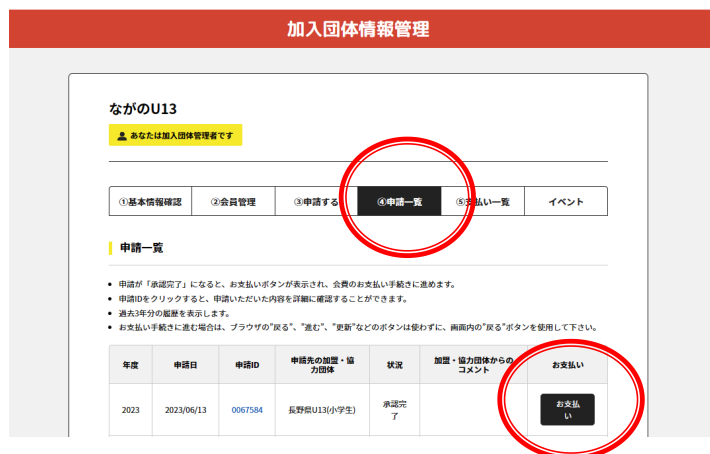 加入団体情報管理
ながのU13
あなたは加入団体管理者です
①基本情報確認 ②会員管理 ③申請する ④申請一覧 ⑤支払い一覧 イベント
申請一覧
• 申請が「承認完了」になると、お支払いボタンが表示され、会費のお支払い手続きに進めます。
• 申請IDをクリックすると、申請いただいた内容を詳細に確認することができます。
• 過去3年分の履歴を表示します。
• お支払い手続きに進む場合は、ブラウザの"戻る"、"進む"、"更新"などのボタンは使わずに、画面内の"戻る"ボタンを使用して下さい。
年度 申請日 申請ID 申請先の加盟・協 状況 加盟・協力団体からの お支払い
力団体 コメント
2023 2023/06/13 0067584 長野県U13(小学生) 承認完 お支払
了 い